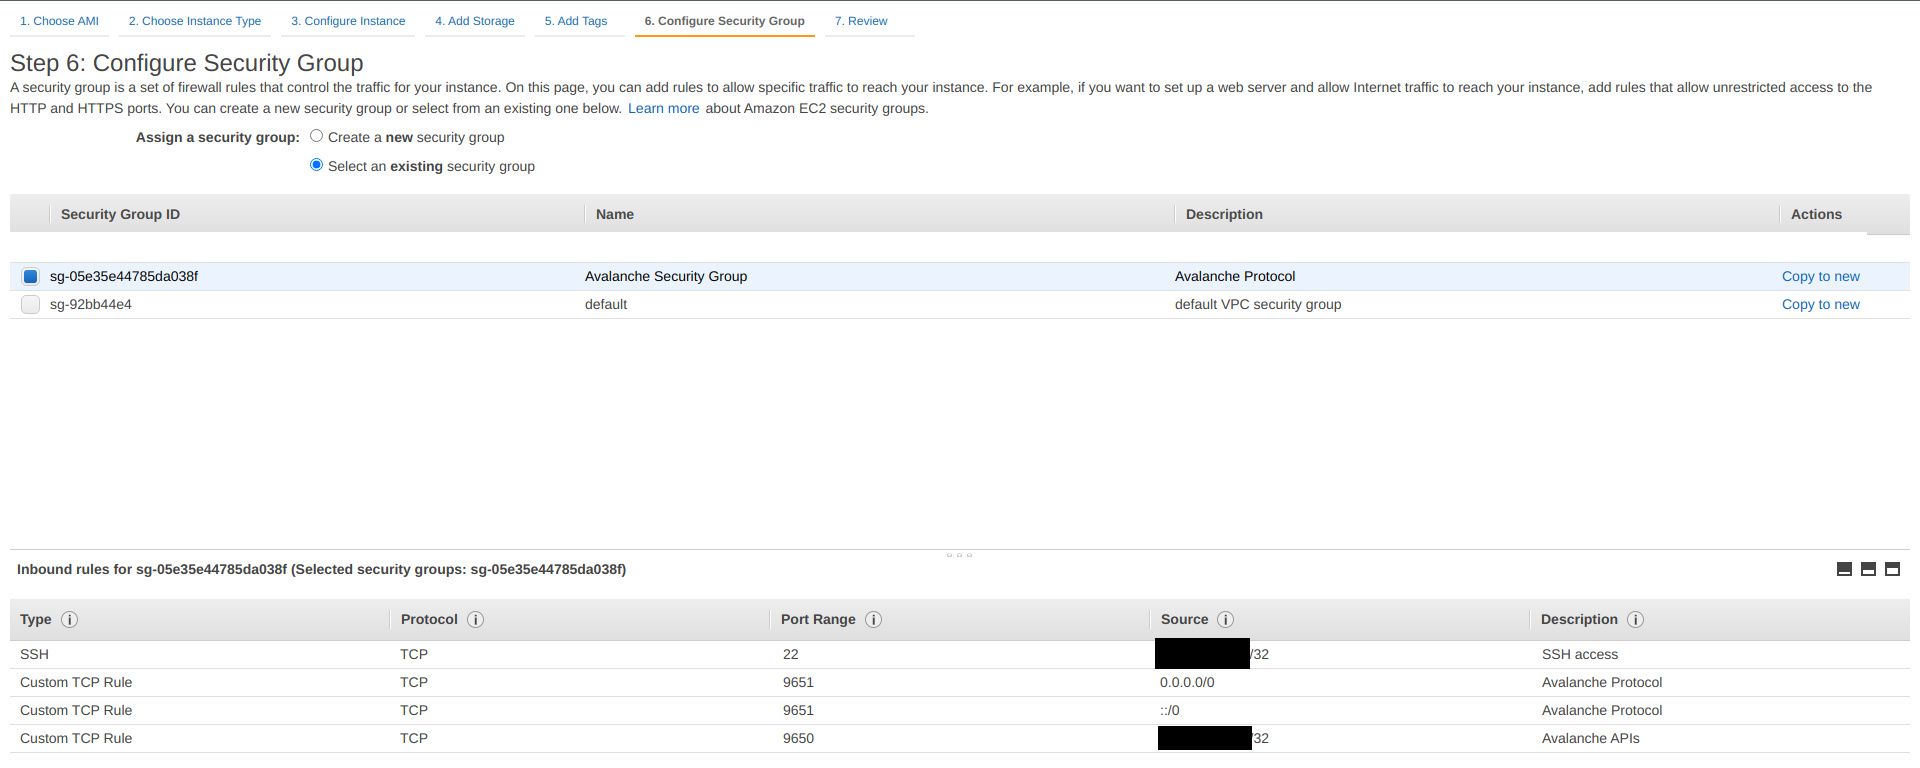 1. Choose AMI 2. Choose Instance Type 3. Configure Instance 4. Add Storage 5. Add Tags 6. Configure Security Group 7. Review
Step 6: Configure Security Group
A security group is a set of firewall rules that control the traffic for your instance. On this page, you can add rules to allow specific traffic to reach your instance. For example, if you want to set up a web server and allow Internet traffic to reach your instance, add rules that allow unrestricted access to the
HTTP and HTTPS ports. You can create a new security group or select from an existing one below. Learn more about Amazon EC2 security groups.
Assign a security group: Create a new security group
Select an existing security group
Security Group ID Name Description Actions
sg-05e35e44785da038f Avalanche Security Group Avalanche Protocol Copy to new
sg-92bb44e4 default default VPC security group Copy to new
Inbound rules for sg-05e35e44785da038f (Selected security groups: sg-05e35e44785da038f)
Type i Protocol i Port Range i Source i Description i
SSH TCP 22 /32 SSH access
Custom TCP Rule TCP 9651 0.0.0.0/0 Avalanche Protocol
Custom TCP Rule TCP 9651 ::/0 Avalanche Protocol
Custom TCP Rule TCP 9650 /32 Avalanche APIs